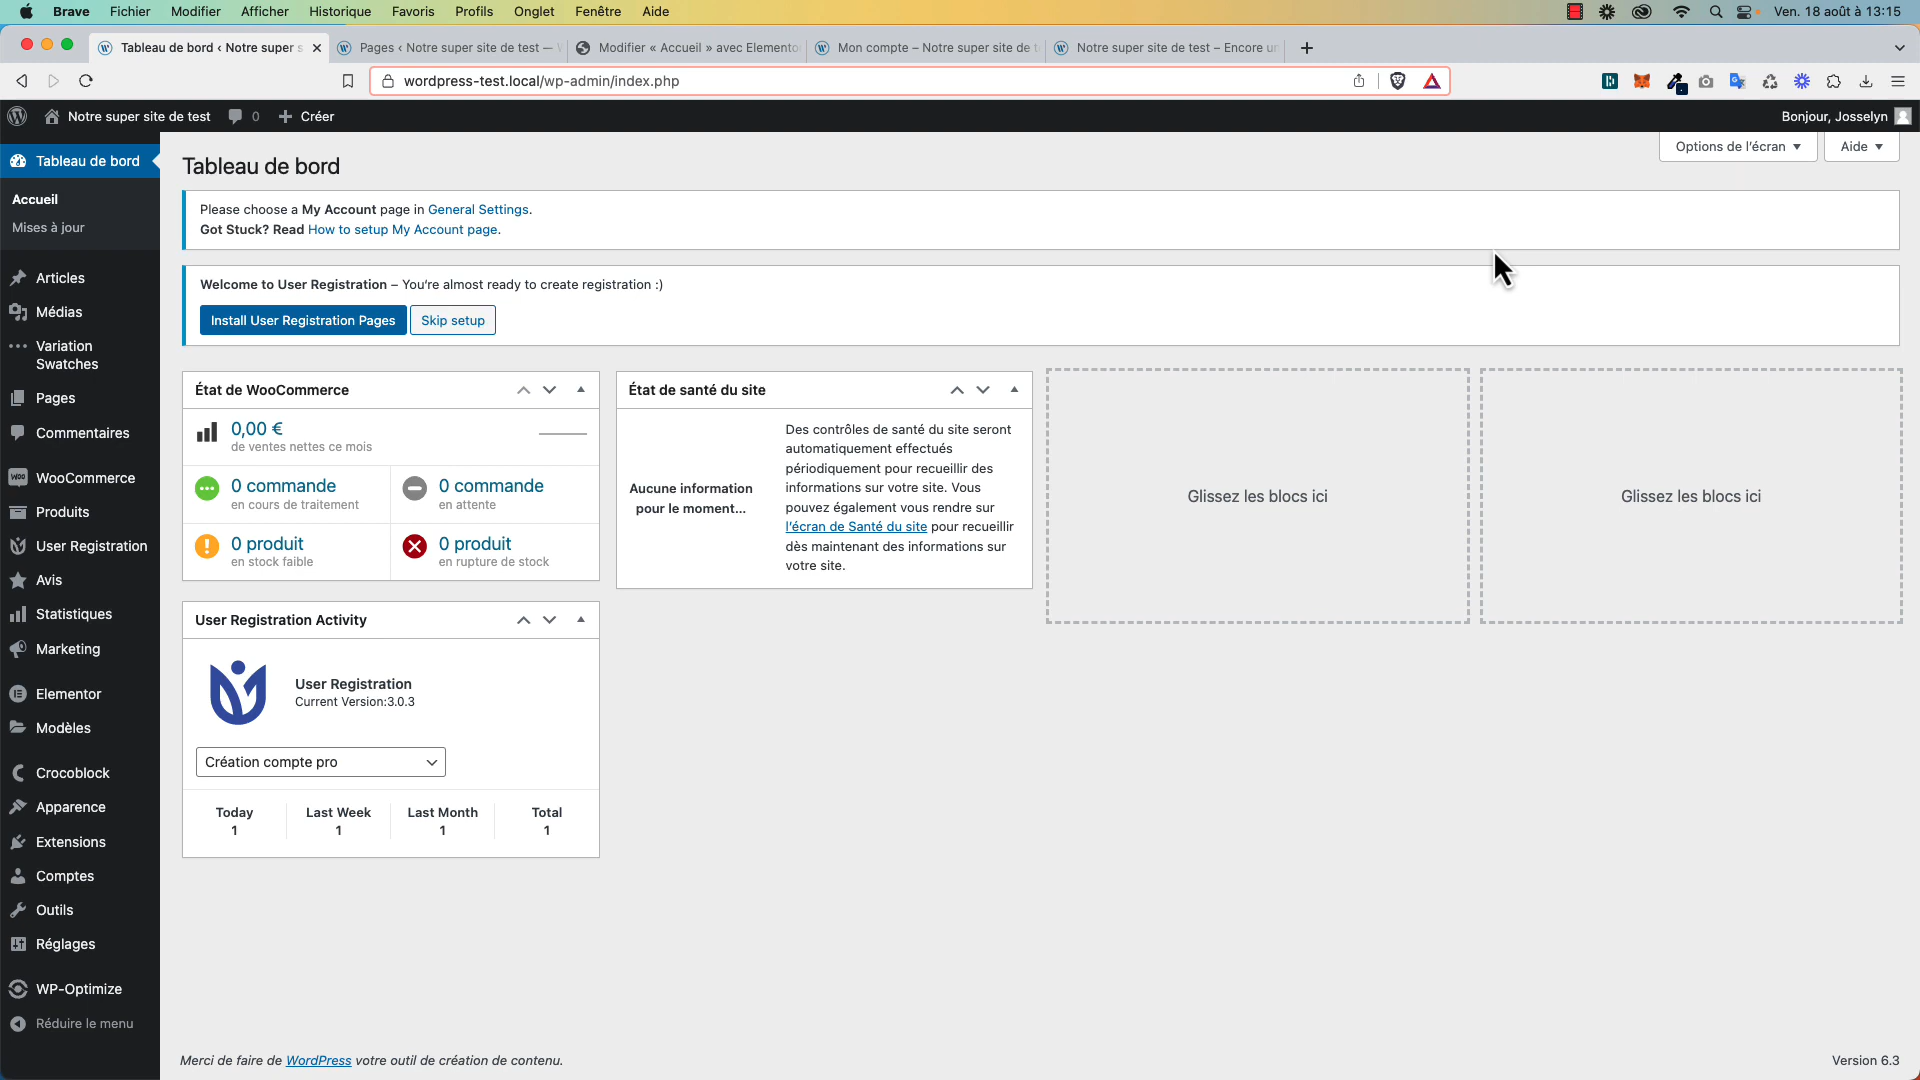 Brave Fichier Modifier Afficher Historique Favoris Profils Onglet Fenêtre Aide Ven. 18 août à 13:15
Tableau de bord ‹ Notre super s Pages ‹ Notre super site de test — Modifier « Accueil » avec Elemento Mon compte – Notre super site de t Notre super site de test – Encore un
wordpress-test.local/wp-admin/index.php
Notre super site de test 0 Créer Bonjour, Josselyn
Options de l'écran Aide
Tableau de bord
Accueil
Mises à jour
Articles
Médias
Variation
Swatches
Pages
Commentaires
WooCommerce
Produits
User Registration
Avis
Statistiques
Marketing
Elementor
Modèles
Crocoblock
Apparence
Extensions
Comptes
Outils
Réglages
WP-Optimize
Réduire le menu
Tableau de bord
Please choose a My Account page in General Settings.
Got Stuck? Read How to setup My Account page.
Welcome to User Registration – You're almost ready to create registration :)
Install User Registration Pages Skip setup
État de WooCommerce
0,00 €
de ventes nettes ce mois
0 commande
en cours de traitement
0 commande
en attente
0 produit
en stock faible
0 produit
en rupture de stock
User Registration Activity
User Registration
Current Version:3.0.3
Création compte pro
Today Last Week Last Month Total
1 1 1 1
État de santé du site
Aucune information
pour le moment...
Des contrôles de santé du site seront
automatiquement effectués
périodiquement pour recueillir des
informations sur votre site. Vous
pouvez également vous rendre sur
l'écran de Santé du site pour recueillir
dès maintenant des informations sur
votre site.
Glissez les blocs ici
Glissez les blocs ici
Merci de faire de WordPress votre outil de création de contenu.
Version 6.3